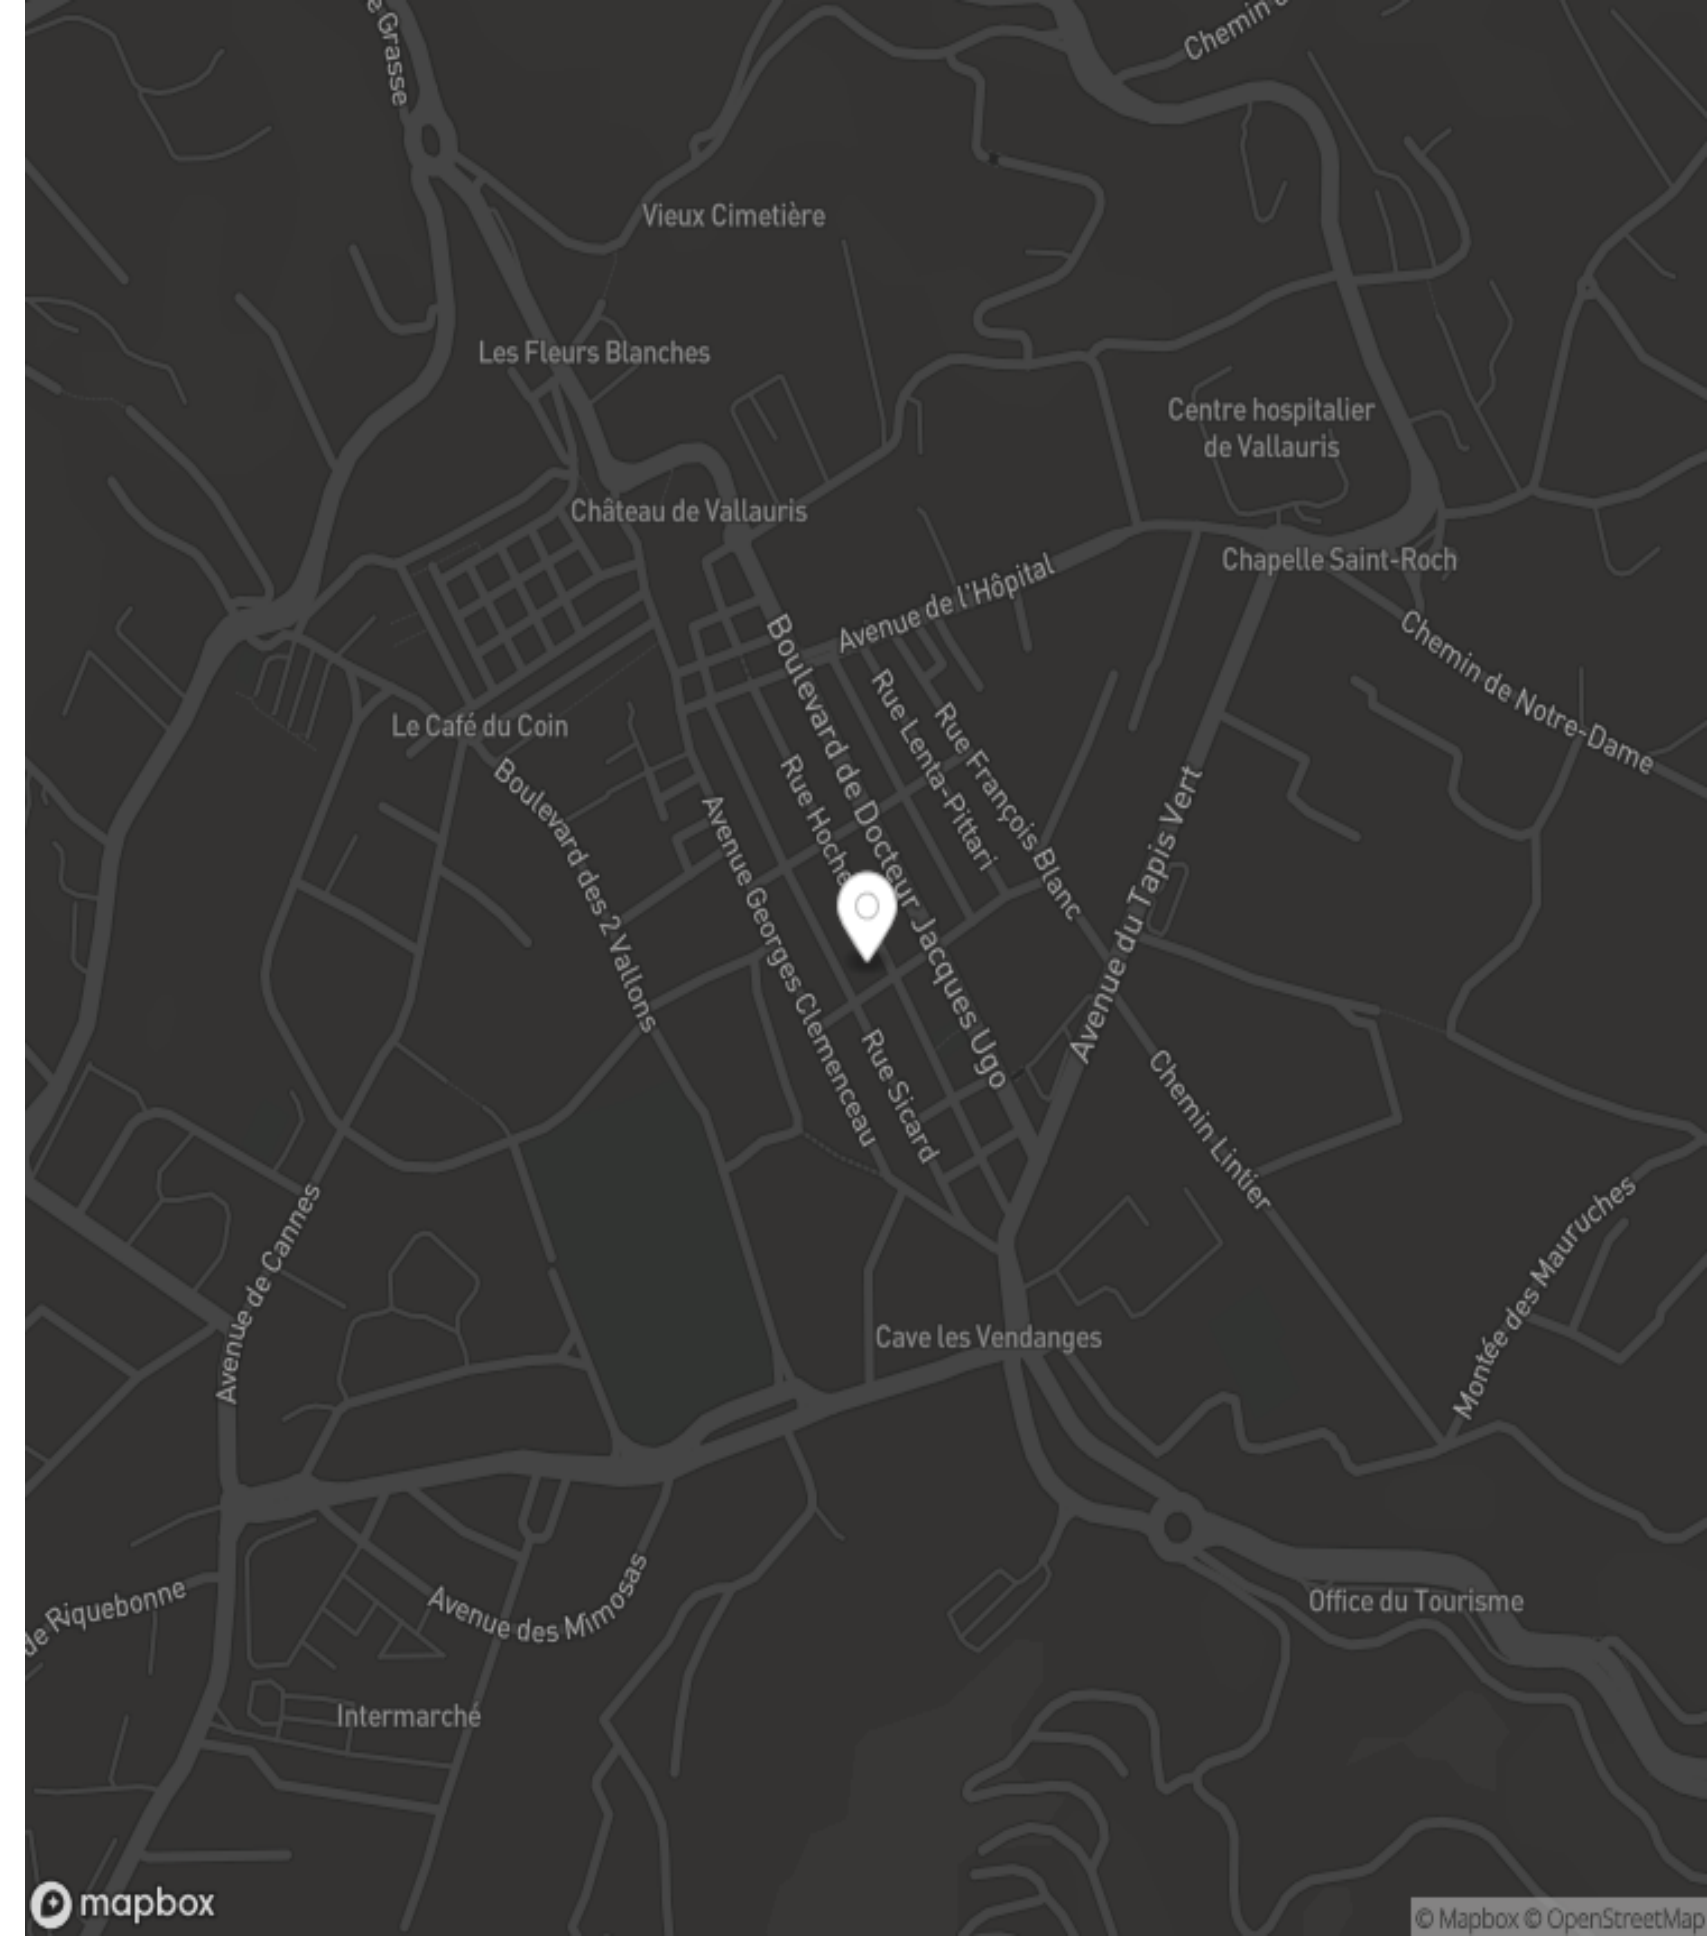 de Grasse
Chemin
Vieux Cimetière
Les Fleurs Blanches
Centre hospitalier
de Vallauris
Château de Vallauris
Chapelle Saint-Roch
Avenue de l'Hôpital
Chemin de Notre-Dame
Boulevard de Docteur Jacques Ugo
Rue Lenta-Pittari
Rue François Blanc
Le Café du Coin
Boulevard des 2 Vallons
Rue Hoche
Avenue Georges Clemenceau
Avenue du Tapis Vert
Rue Sicard
Chemin Lintier
Avenue de Cannes
Montée des Mauruches
Cave les Vendanges
de Riquebonne
Avenue des Mimosas
Office du Tourisme
Intermarché
mapbox
© Mapbox © OpenStreetMap